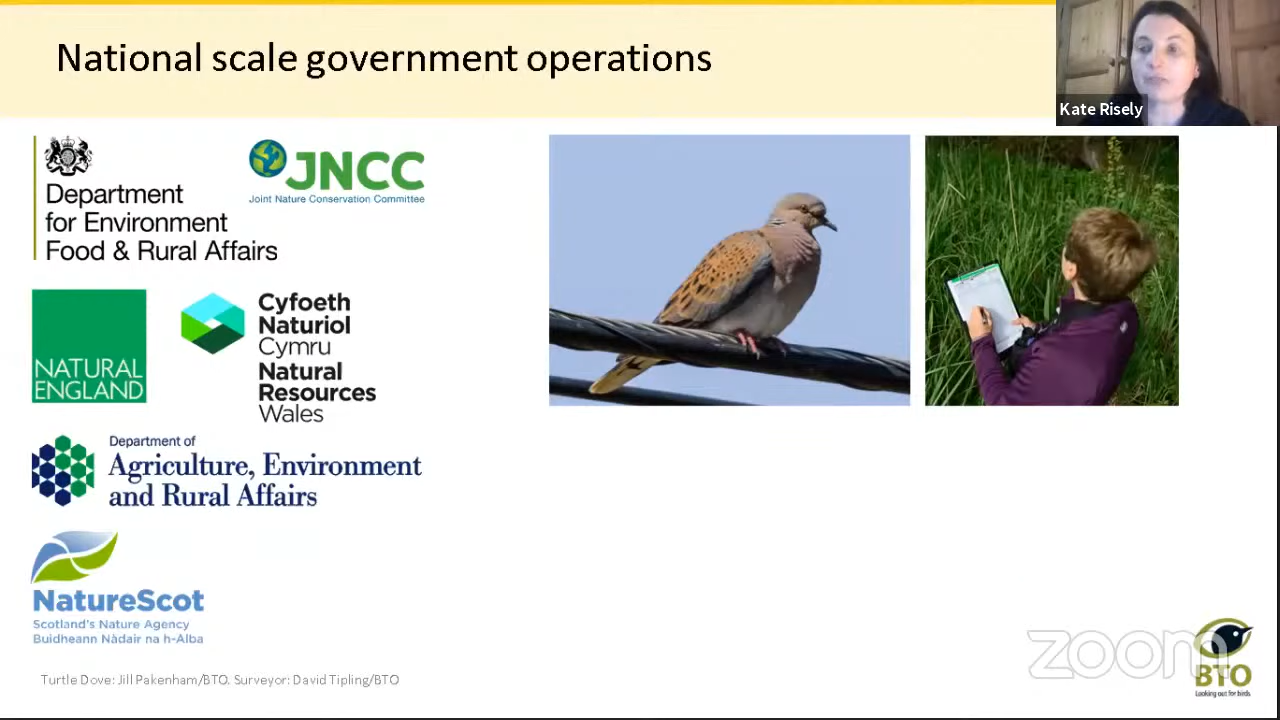 National scale government operations
Kate Risely
Department
for Environment
Food & Rural Affairs
JNCC
Joint Nature Conservation Committee
NATURAL
ENGLAND
Cyfoeth
Naturiol
Cymru
Natural
Resources
Wales
Department of
Agriculture, Environment
and Rural Affairs
NatureScot
Scotland's Nature Agency
Buidheann Nàdair na h-Alba
Turtle Dove: Jill Pakenham/BTO. Surveyor: David Tipling/BTO
zoom
BTO
Looking out for birds